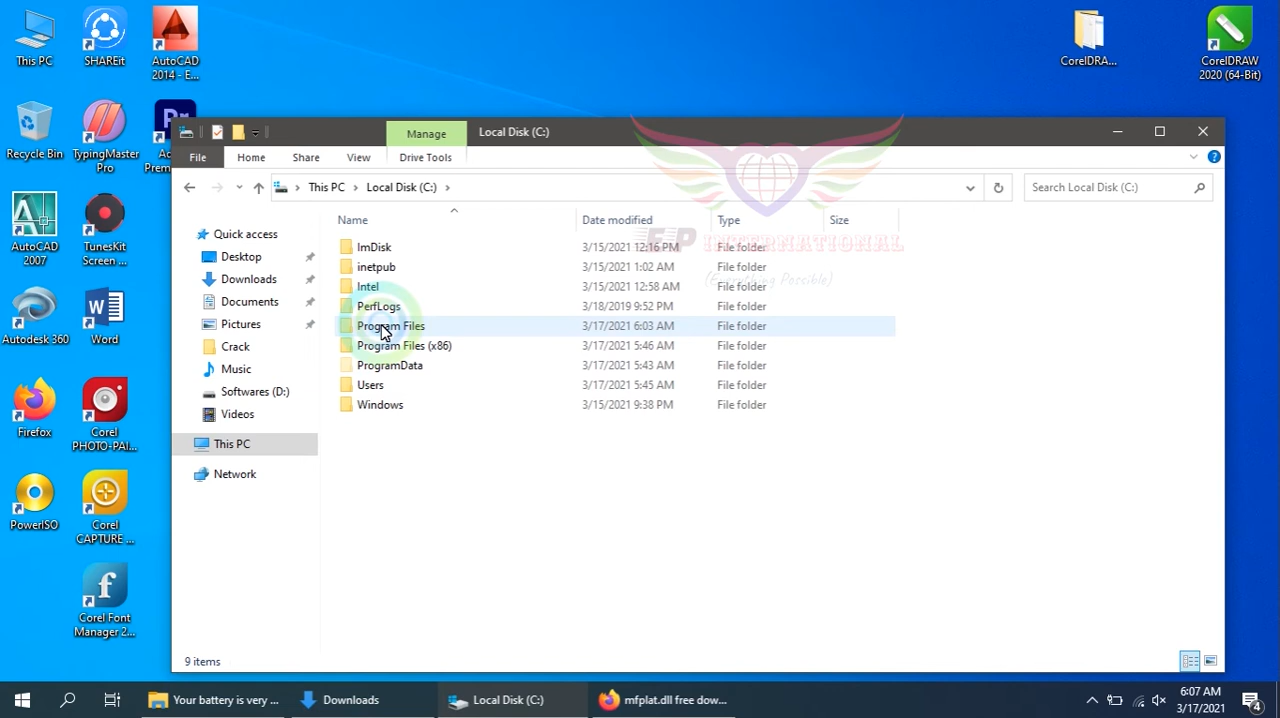 This PC
SHAREit
AutoCAD
2014 - E...
CorelDRA...
CorelDRAW
2020 (64-Bit)
Recycle Bin
TypingMaster
Pro
Ad
Premi
AutoCAD
2007
TunesKit
Screen ...
Autodesk 360
Word
Firefox
Corel
PHOTO-PAI...
PowerISO
Corel
CAPTURE ...
Corel Font
Manager 2...
Manage
Local Disk (C:)
File
Home
Share
View
Drive Tools
This PC > Local Disk (C:) >
Search Local Disk (C:)
Name
Date modified
Type
Size
Quick access
Desktop
Downloads
Documents
Pictures
Crack
Music
Softwares (D:)
Videos
This PC
Network
ImDisk 3/15/2021 12:16 PM File folder
inetpub 3/15/2021 1:02 AM File folder
Intel 3/15/2021 12:58 AM File folder
PerfLogs 3/18/2019 9:52 PM File folder
Program Files 3/17/2021 6:03 AM File folder
Program Files (x86) 3/17/2021 5:46 AM File folder
ProgramData 3/17/2021 5:43 AM File folder
Users 3/17/2021 5:45 AM File folder
Windows 3/15/2021 9:38 PM File folder
INTERNATIONAL
(Everything Possible)
9 items
Your battery is very ...
Downloads
Local Disk (C:)
mfplat.dll free dow...
6:07 AM
3/17/2021
4